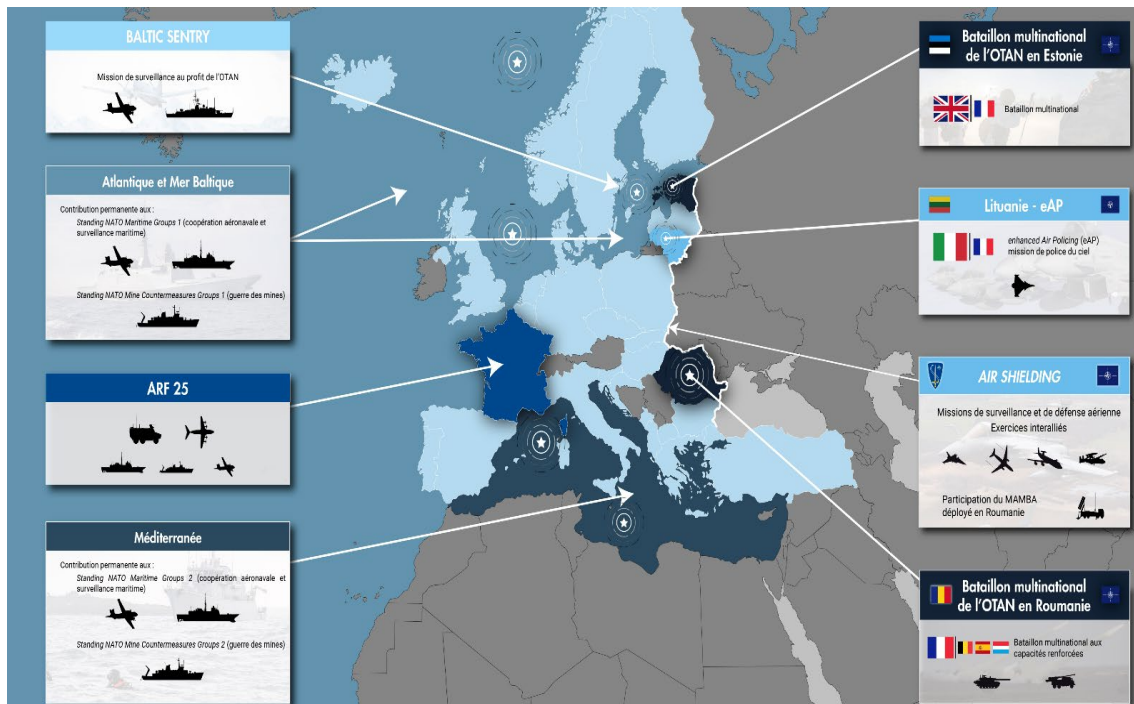 BALTIC SENTRY
Mission de surveillance au profit de l'OTAN
Atlantique et Mer Baltique
Contribution permanente aux :
Standing NATO Maritime Groups 1 (coopération aéronavale et
surveillance maritime)
Standing NATO Mine Countermeasures Groups 1 (guerre des mines)
ARF 25
Méditerranée
Contribution permanente aux :
Standing NATO Maritime Groups 2 (coopération aéronavale et
surveillance maritime)
Standing NATO Mine Countermeasures Groups 2 (guerre des mines)
Bataillon multinational
de l'OTAN en Estonie
Bataillon multinational
Lituanie - eAP
enhanced Air Policing (eAP)
mission de police du ciel
AIR SHIELDING
Missions de surveillance et de défense aérienne
Exercices interalliés
Participation du MAMBA
déployé en Roumanie
Bataillon multinational
de l'OTAN en Roumanie
Bataillon multinational aux
capacités renforcées